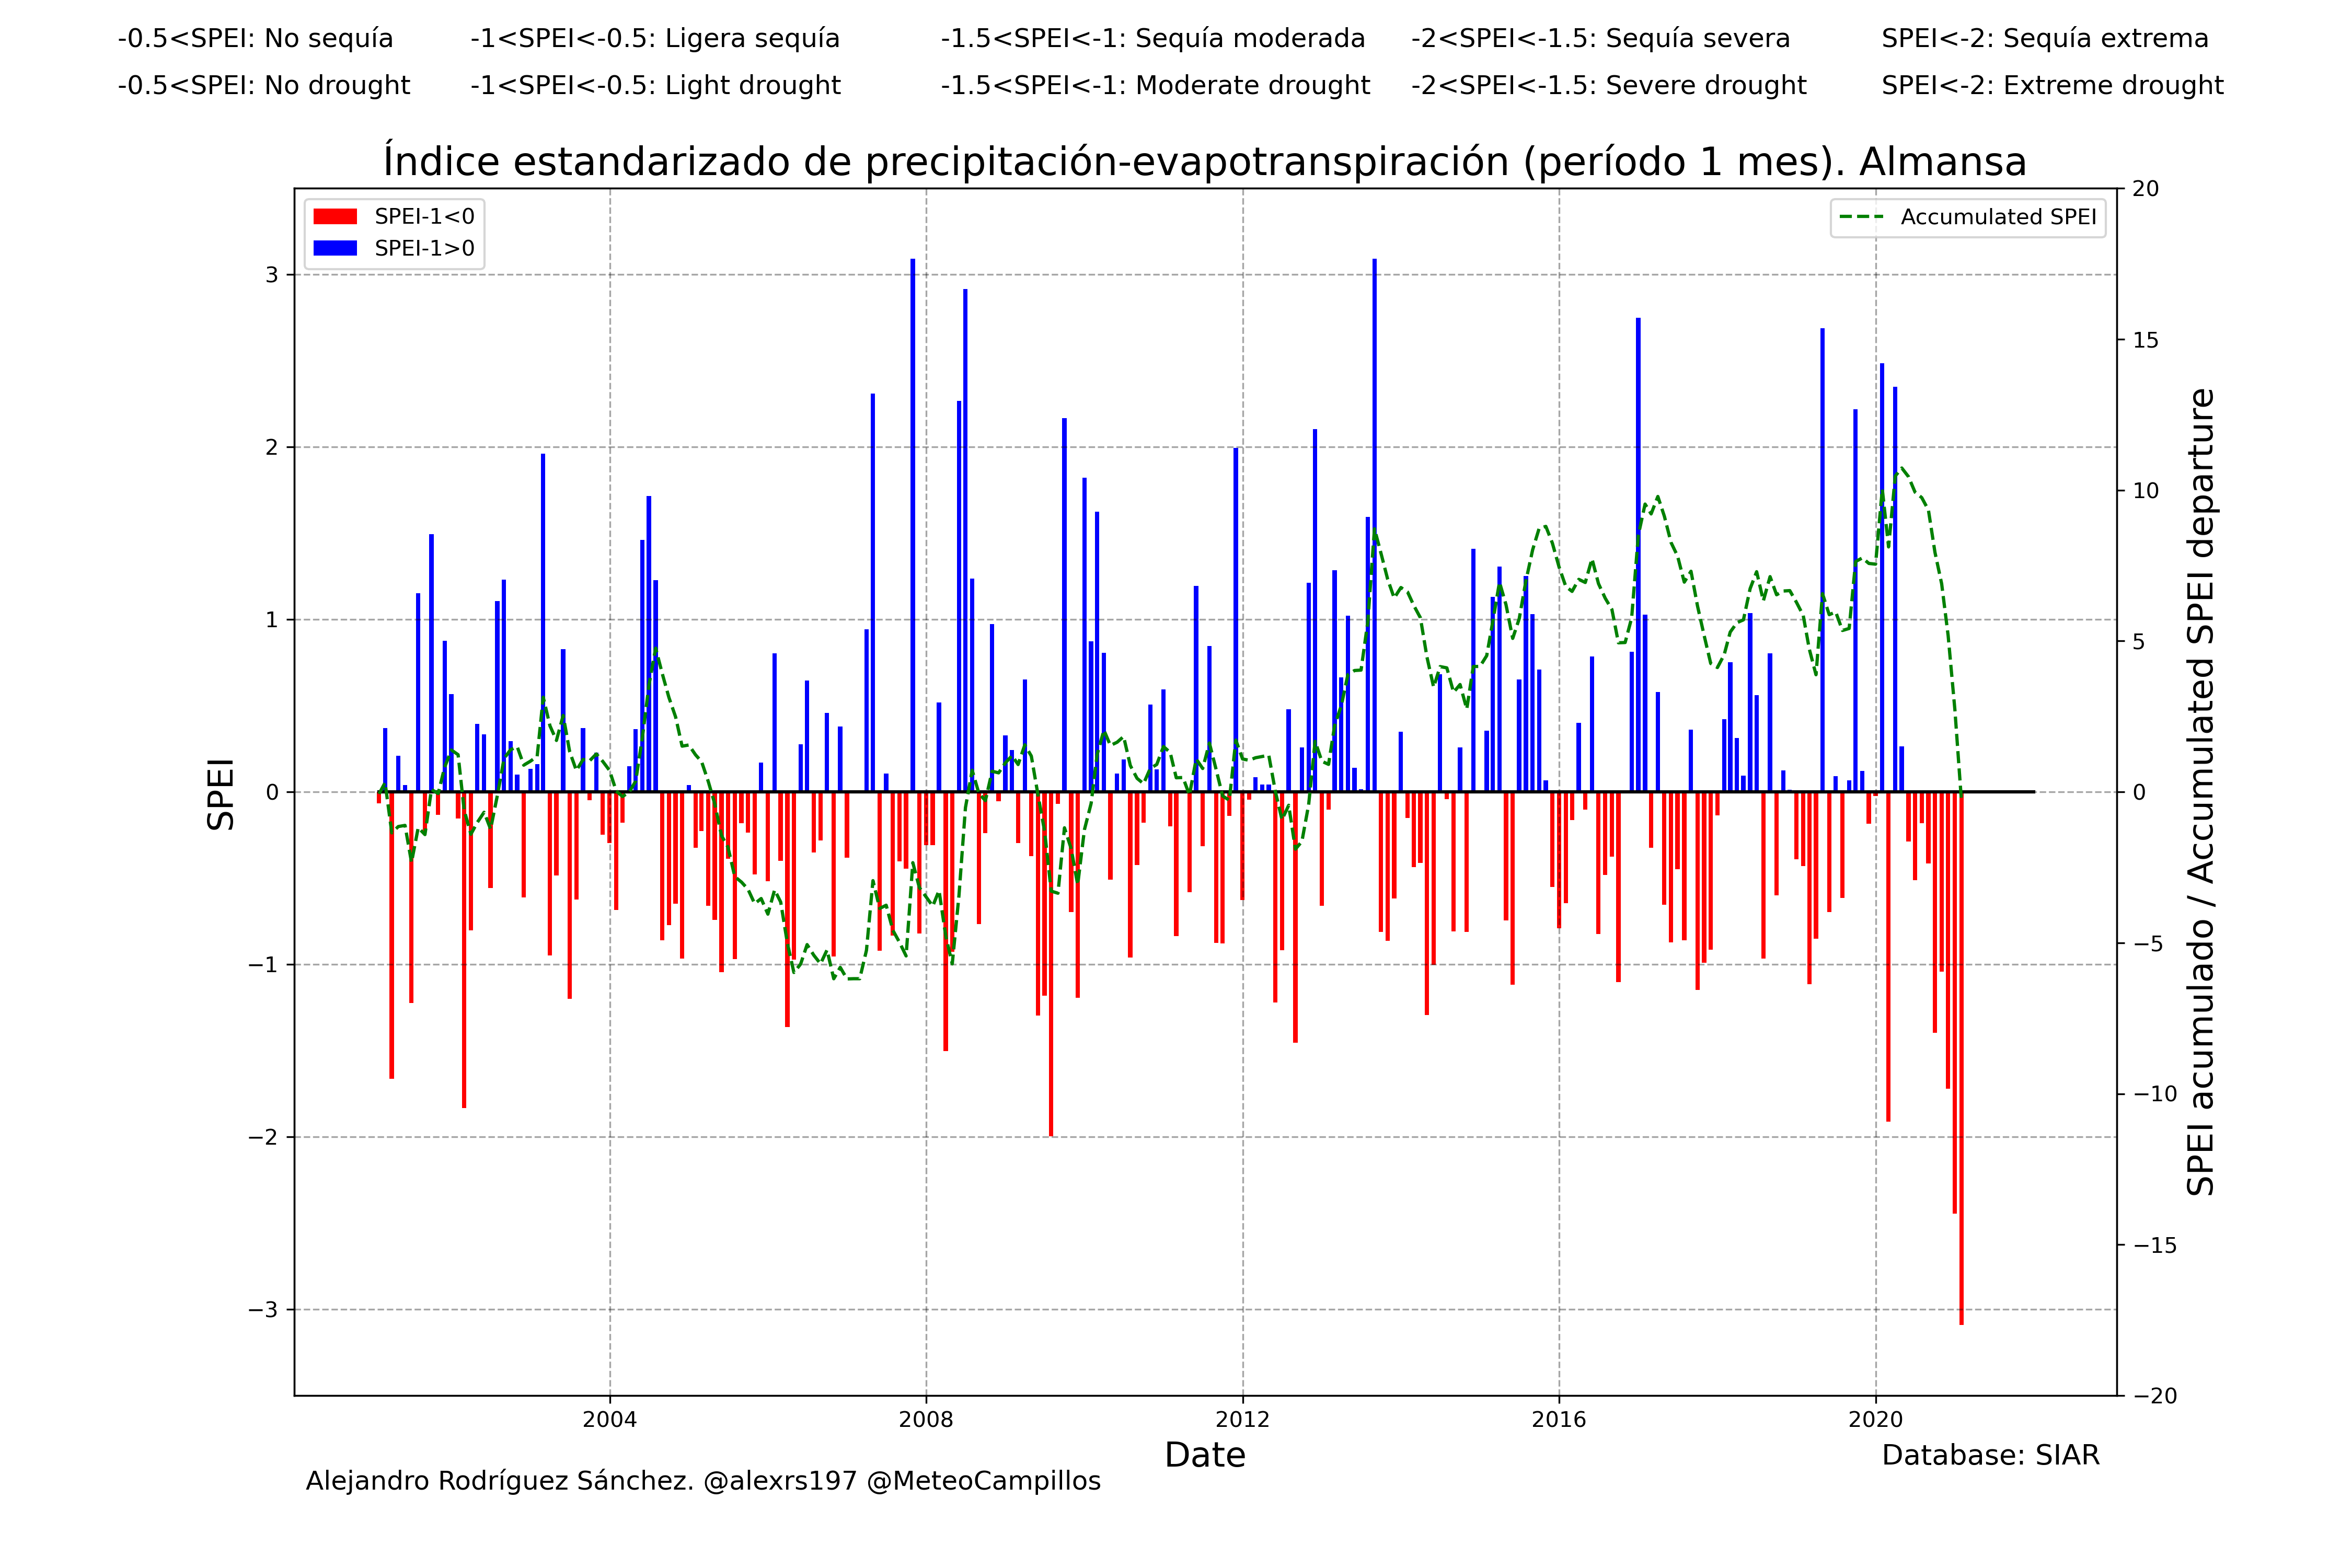 -0.5<SPEI: No sequía -1<SPEI<-0.5: Ligera sequía -1.5<SPEI<-1: Sequía moderada -2<SPEI<-1.5: Sequía severa SPEI<-2: Sequía extrema
-0.5<SPEI: No drought -1<SPEI<-0.5: Light drought -1.5<SPEI<-1: Moderate drought -2<SPEI<-1.5: Severe drought SPEI<-2: Extreme drought
Índice estandarizado de precipitación-evapotranspiración (período 1 mes). Almansa
SPEI-1<0
SPEI-1>0
Accumulated SPEI
SPEI
3
2
1
0
−1
−2
−3
20
15
10
5
0
−5
−10
−15
−20
SPEI acumulado / Accumulated SPEI departure
2004 2008 2012 2016 2020
Date
Database: SIAR
Alejandro Rodríguez Sánchez. @alexrs197 @MeteoCampillos